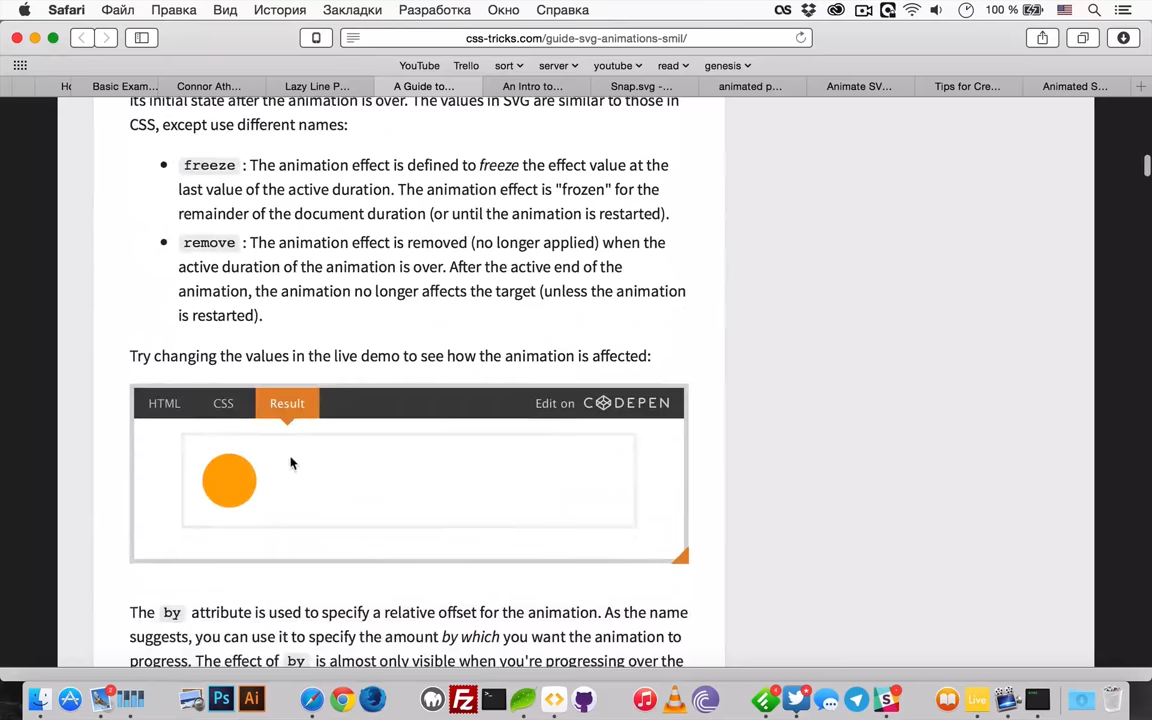 Safari Файл Правка Вид История Закладки Разработка Окно Справка 100 %
css-tricks.com/guide-svg-animations-smil/
YouTube Trello sort server youtube read genesis
Basic Exam... Connor Ath... Lazy Line P... A Guide to... An Intro to... Snap.svg -... animated p... Animate SV... Tips for Cre... Animated S...
its initial state after the animation is over. The values in SVG are similar to those in
CSS, except use different names:
freeze : The animation effect is defined to freeze the effect value at the
last value of the active duration. The animation effect is "frozen" for the
remainder of the document duration (or until the animation is restarted).
remove : The animation effect is removed (no longer applied) when the
active duration of the animation is over. After the active end of the
animation, the animation no longer affects the target (unless the animation
is restarted).
Try changing the values in the live demo to see how the animation is affected:
HTML CSS Result Edit on CODEPEN
The by attribute is used to specify a relative offset for the animation. As the name
suggests, you can use it to specify the amount by which you want the animation to
progress. The effect of by is almost only visible when you're progressing over the
Ps Ai Fz Live